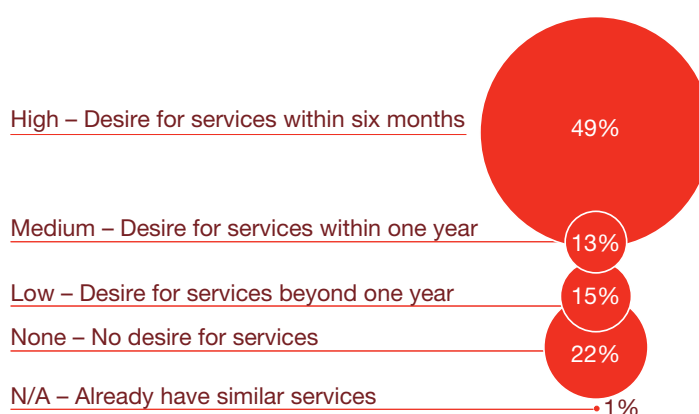 High – Desire for services within six months
49%
Medium – Desire for services within one year
13%
Low – Desire for services beyond one year
15%
None – No desire for services
22%
N/A – Already have similar services
1%